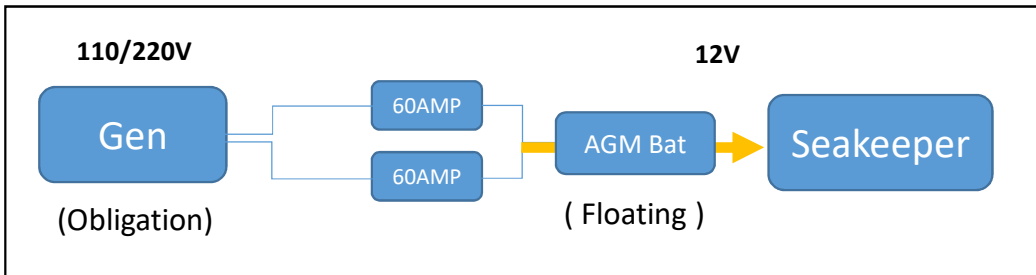 110/220V
12V
Gen
60AMP
60AMP
AGM Bat
Seakeeper
(Obligation)
( Floating )